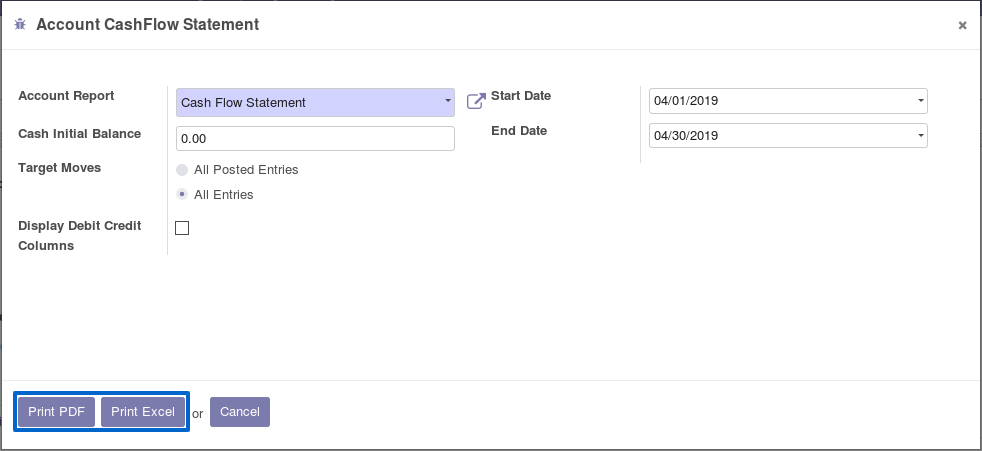 Account CashFlow Statement
×
Account Report
Cash Flow Statement
Start Date
04/01/2019
Cash Initial Balance
0.00
End Date
04/30/2019
Target Moves
All Posted Entries
All Entries
Display Debit Credit
Columns
Print PDF Print Excel or Cancel